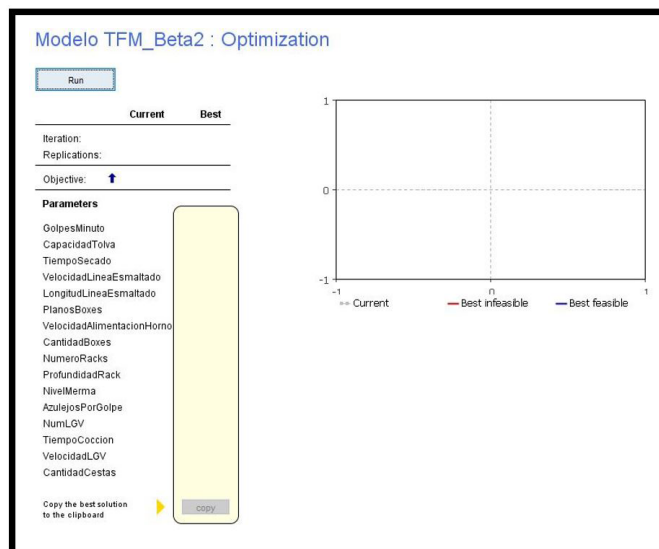 Modelo TFM_Beta2 : Optimization
Run
Current Best
Iteration:
Replications:
Objective:
Parameters
GolpesMinuto
CapacidadTolva
TiempoSecado
VelocidadLineaEsmaltado
LongitudLineaEsmaltado
PlanosBoxes
VelocidadAlimentacionHorno
CantidadBoxes
NumeroRacks
ProfundidadRack
NivelMerma
AzulejosPorGolpe
NumLGV
TiempoCoccion
VelocidadLGV
CantidadCestas
Copy the best solution
to the clipboard
copy
1
0
-1
-1 0 1
Current Best infeasible Best feasible